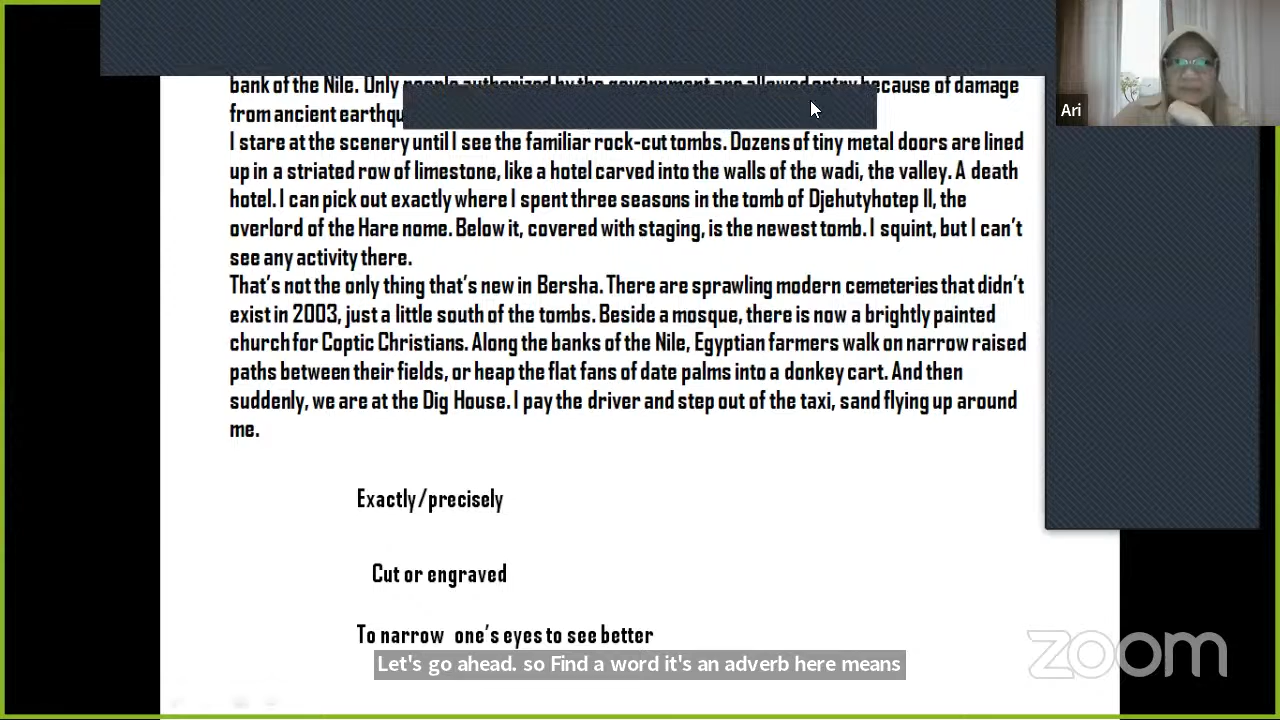 bank of the Nile. Only people authorized by the government are allowed entry because of damage
from ancient earthqu
I stare at the scenery until I see the familiar rock-cut tombs. Dozens of tiny metal doors are lined
up in a striated row of limestone, like a hotel carved into the walls of the wadi, the valley. A death
hotel. I can pick out exactly where I spent three seasons in the tomb of Djehutyhotep II, the
overlord of the Hare nome. Below it, covered with staging, is the newest tomb. I squint, but I can't
see any activity there.
That's not the only thing that's new in Bersha. There are sprawling modern cemeteries that didn't
exist in 2003, just a little south of the tombs. Beside a mosque, there is now a brightly painted
church for Coptic Christians. Along the banks of the Nile, Egyptian farmers walk on narrow raised
paths between their fields, or heap the flat fans of date palms into a donkey cart. And then
suddenly, we are at the Dig House. I pay the driver and step out of the taxi, sand flying up around
me.
Exactly/precisely
Cut or engraved
To narrow one's eyes to see better
Let's go ahead. so Find a word it's an adverb here means
Ari
zoom